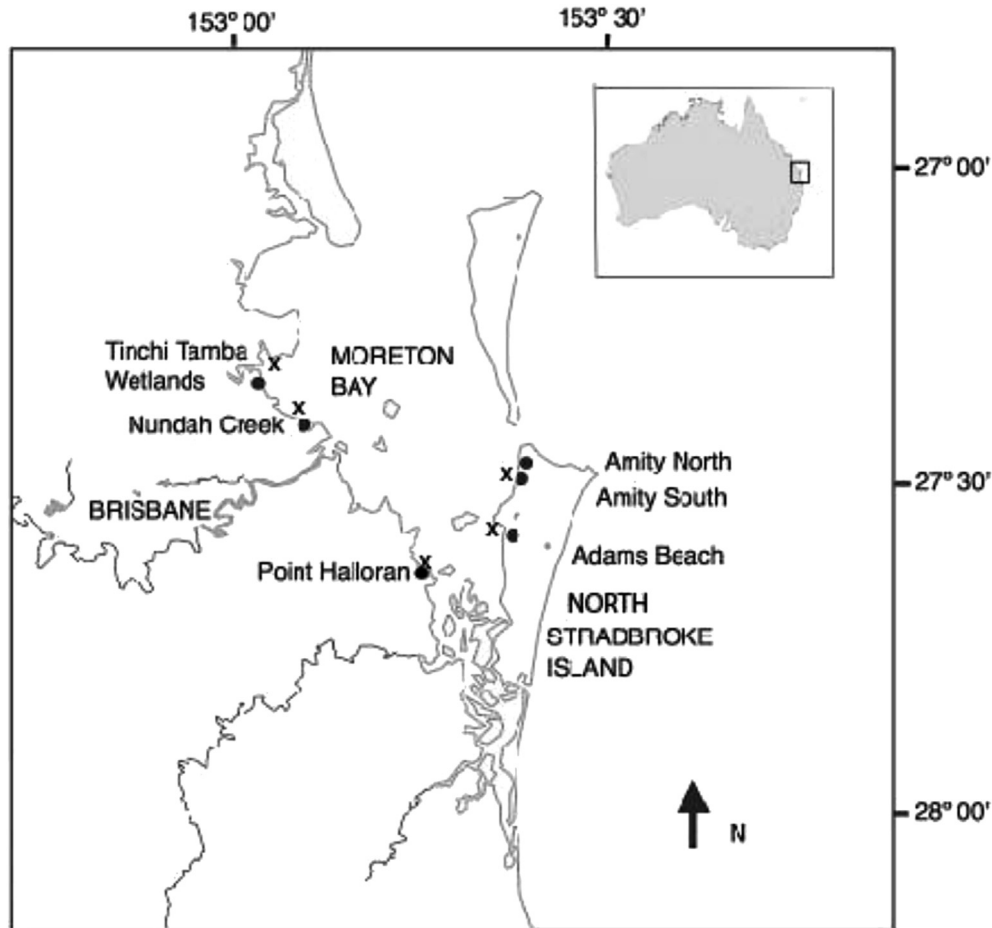 153° 00'
153° 30'
27° 00'
Tinchi Tamba
Wetlands
MORETON
BAY
Nundah Creek
Amity North
27° 30'
Amity South
BRISBANE
Adams Beach
Point Halloran
NORTH
STRADBROKE
ISLAND
28° 00'
N
x
x
x
x
x